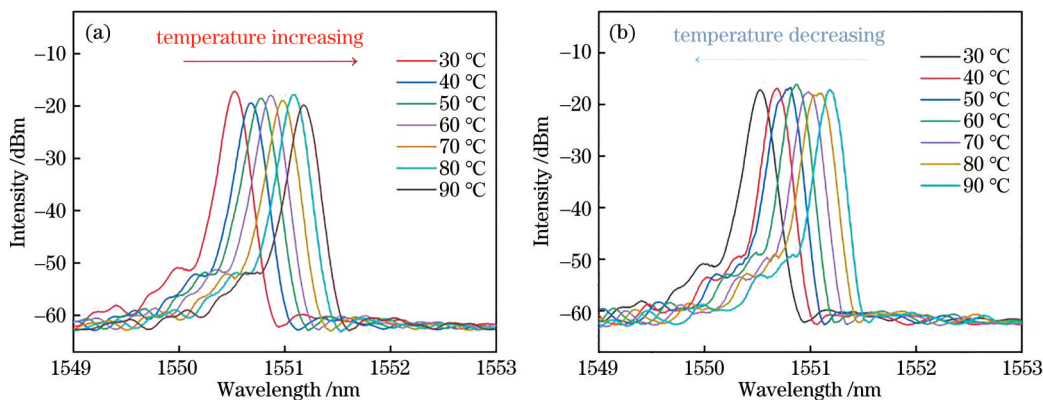 (a)
temperature increasing
30 °C
40 °C
50 °C
60 °C
70 °C
80 °C
90 °C
−10
−20
−30
−40
−50
−60
Intensity /dBm
1549
1550
1551
1552
1553
Wavelength /nm
(b)
temperature decreasing
30 °C
40 °C
50 °C
60 °C
70 °C
80 °C
90 °C
−10
−20
−30
−40
−50
−60
Intensity /dBm
1549
1550
1551
1552
1553
Wavelength /nm